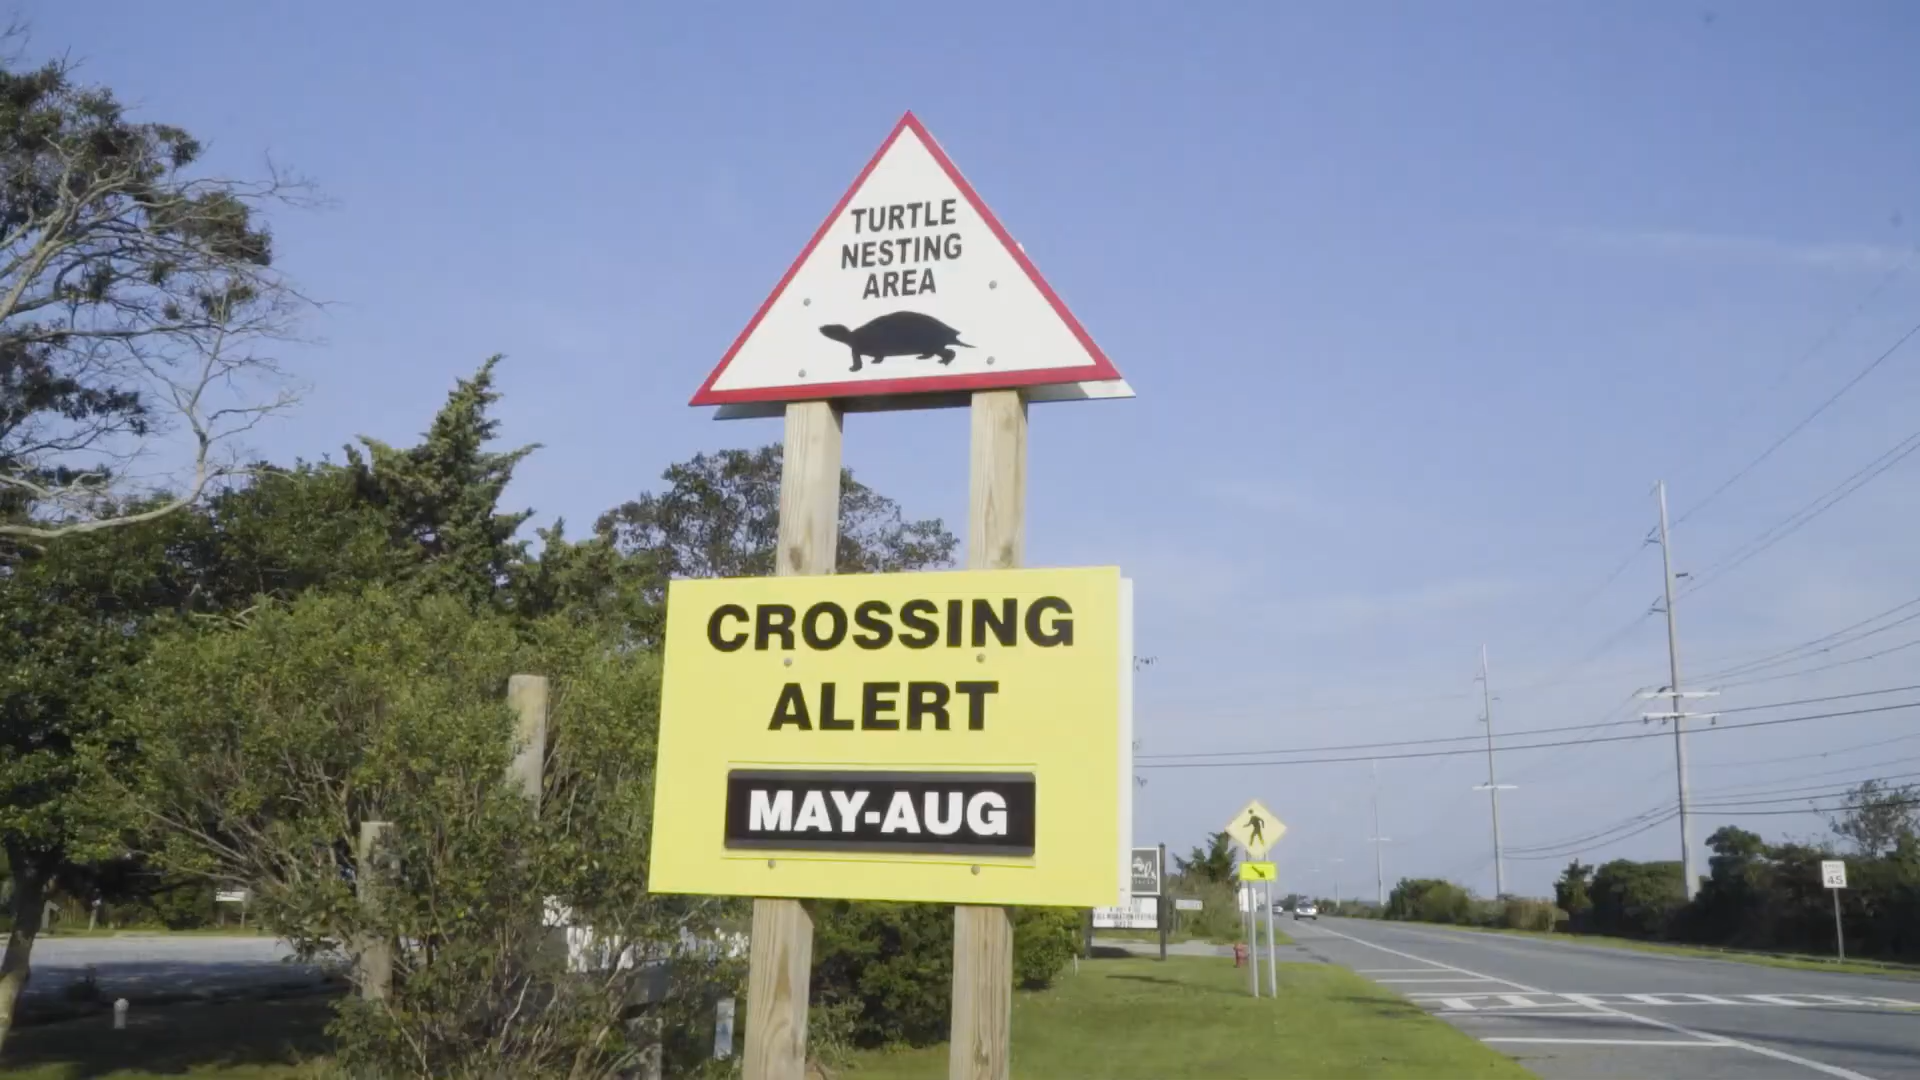 TURTLE
NESTING
AREA
CROSSING
ALERT
MAY-AUG
45